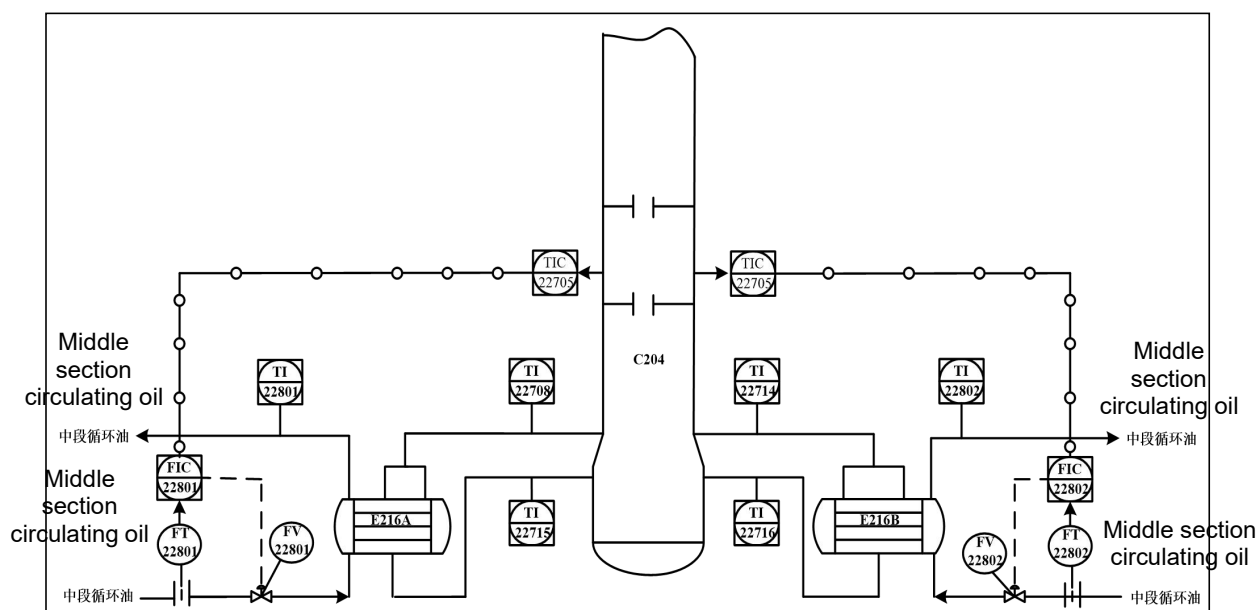 TIC
22705
TIC
22705
Middle
section
circulating oil
TI
22801
TI
22708
C204
TI
22714
TI
22802
Middle
section
circulating oil
中段循环油
中段循环油
Middle
section
circulating oil
FIC
22801
FIC
22802
FT
22801
FV
22801
E216A
TI
22715
TI
22716
E216B
FV
22802
FT
22802
Middle section
circulating oil
中段循环油
中段循环油